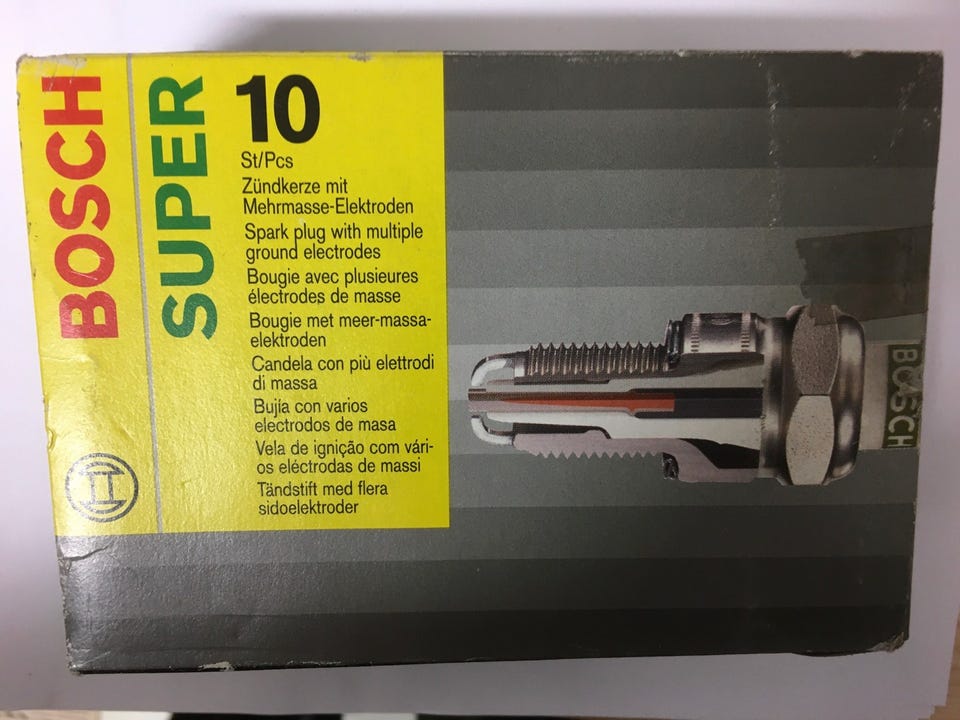 BOSCH
SUPER
10
St/Pcs
Zündkerze mit
Mehrmasse-Elektroden
Spark plug with multiple
ground electrodes
Bougie avec plusieures
électrodes de masse
Bougie met meer-massa-
elektroden
Candela con più elettrodi
di massa
Bujía con varios
electrodos de masa
Vela de ignição com vári-
os eléctrodas de massi
Tändstift med flera
sidoelektroder
BOSCH